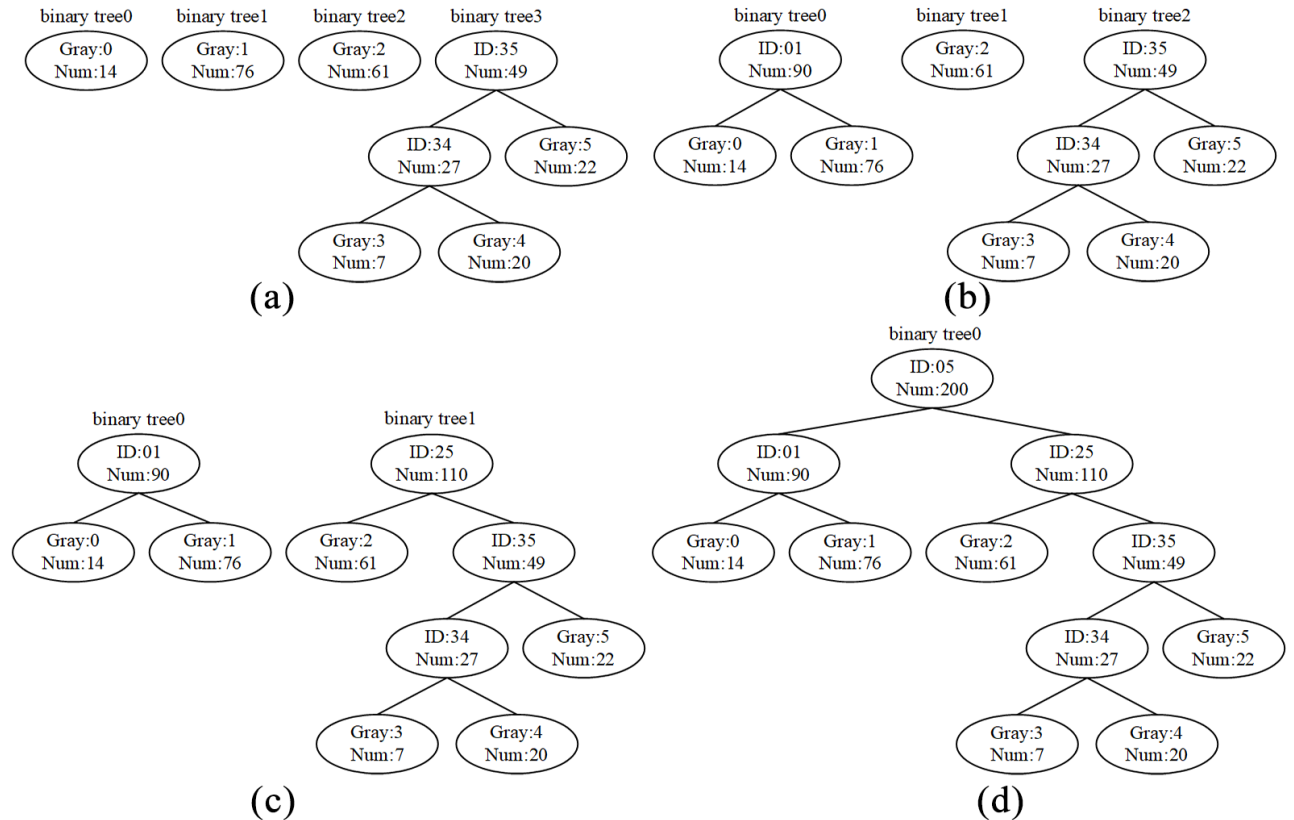 binary tree0
binary tree1
binary tree2
binary tree3
Gray:0
Num:14
Gray:1
Num:76
Gray:2
Num:61
ID:35
Num:49
ID:34
Num:27
Gray:5
Num:22
Gray:3
Num:7
Gray:4
Num:20
(a)
binary tree0
binary tree1
binary tree2
ID:01
Num:90
Gray:2
Num:61
ID:35
Num:49
Gray:0
Num:14
Gray:1
Num:76
ID:34
Num:27
Gray:5
Num:22
Gray:3
Num:7
Gray:4
Num:20
(b)
binary tree0
binary tree1
ID:01
Num:90
ID:25
Num:110
Gray:0
Num:14
Gray:1
Num:76
Gray:2
Num:61
ID:35
Num:49
ID:34
Num:27
Gray:5
Num:22
Gray:3
Num:7
Gray:4
Num:20
(c)
binary tree0
ID:05
Num:200
ID:01
Num:90
ID:25
Num:110
Gray:0
Num:14
Gray:1
Num:76
Gray:2
Num:61
ID:35
Num:49
ID:34
Num:27
Gray:5
Num:22
Gray:3
Num:7
Gray:4
Num:20
(d)